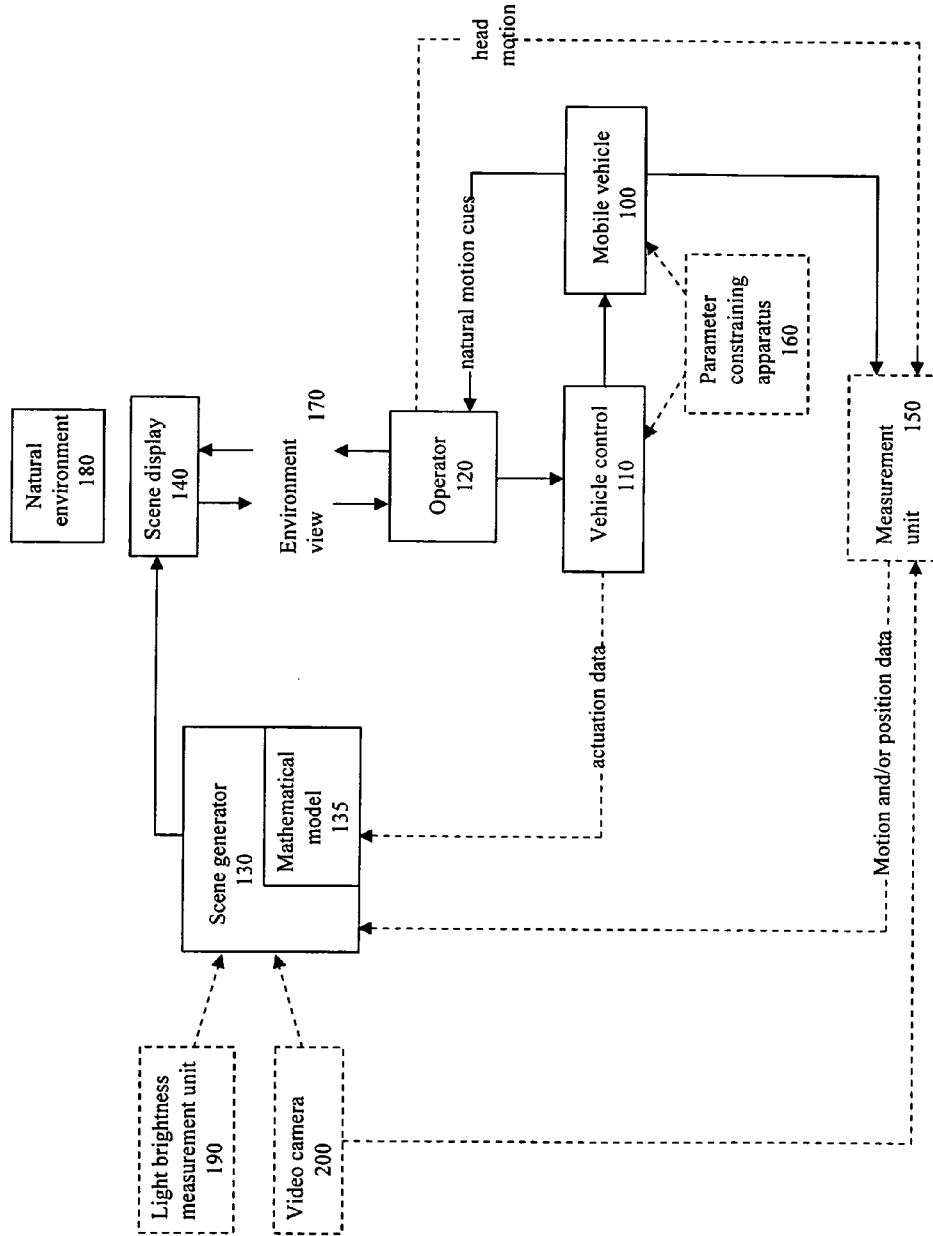 Natural
environment
180
Scene display
140
Environment
view
170
Operator
120
Vehicle control
110
Mobile vehicle
100
natural motion cues
head
motion
Parameter
constraining
apparatus
160
Scene generator
130
Mathematical
model
135
actuation data
Motion and/or position data
Measurement
unit
150
Light brightness
measurement unit
190
Video camera
200